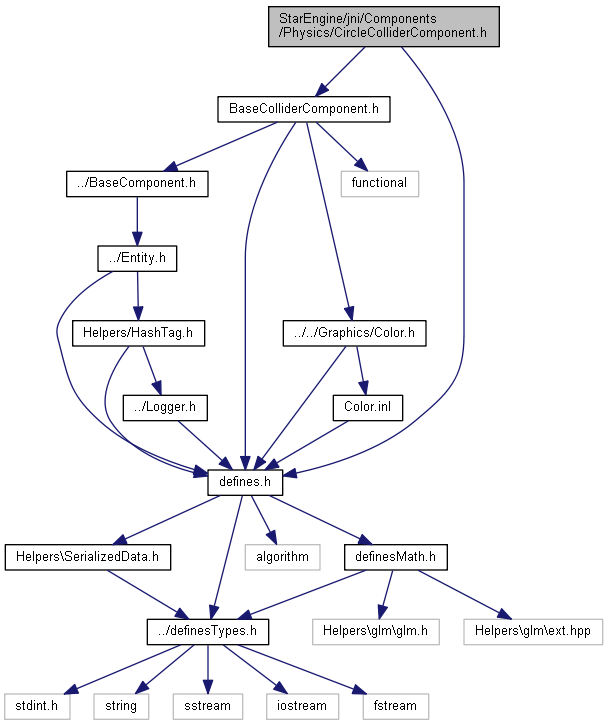 StarEngine/jni/Components
/Physics/CircleColliderComponent.h
BaseColliderComponent.h
../BaseComponent.h
functional
../Entity.h
Helpers/HashTag.h
../../Graphics/Color.h
../Logger.h
Color.inl
defines.h
Helpers\SerializedData.h
algorithm
definesMath.h
../definesTypes.h
Helpers\glm\glm.h
Helpers\glm\ext.hpp
stdint.h
string
sstream
iostream
fstream